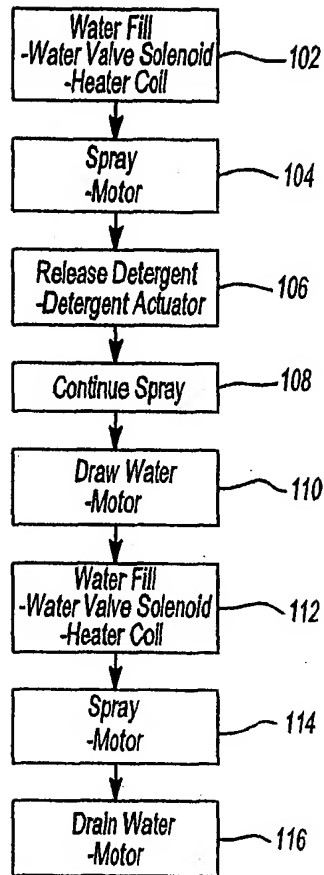 Water Fill
-Water Valve Solenoid
-Heater Coil
102
Spray
-Motor
104
Release Detergent
-Detergent Actuator
106
Continue Spray
108
Draw Water
-Motor
110
Water Fill
-Water Valve Solenoid
-Heater Coil
112
Spray
-Motor
114
Drain Water
-Motor
116